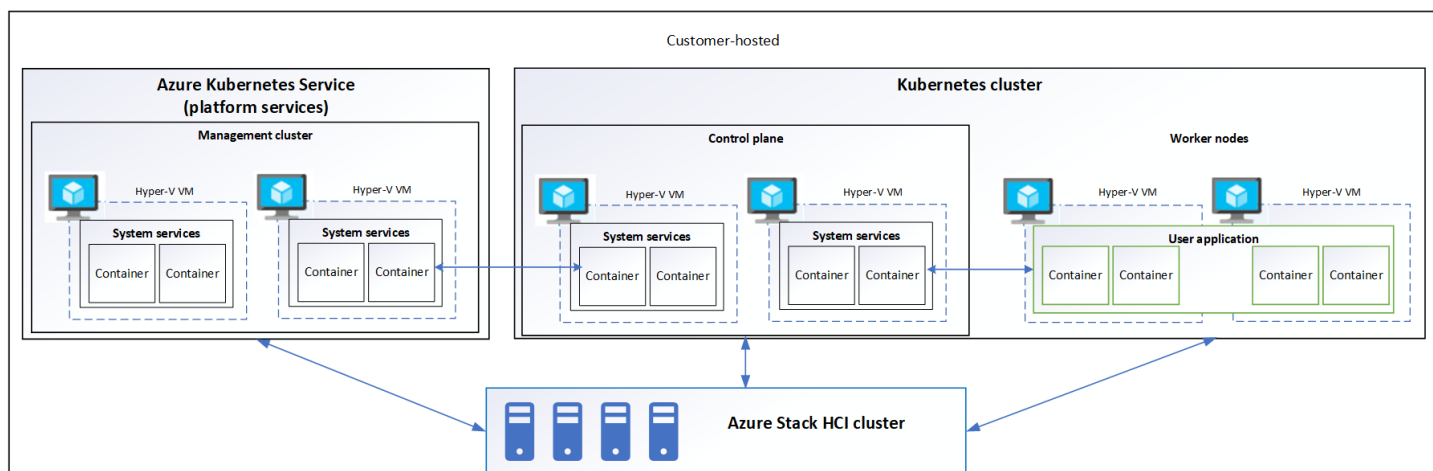 Customer-hosted
Azure Kubernetes Service
(platform services)
Kubernetes cluster
Management cluster
Control plane
Worker nodes
Hyper-V VM
Hyper-V VM
Hyper-V VM
Hyper-V VM
Hyper-V VM
Hyper-V VM
System services
System services
System services
System services
User application
Container
Container
Container
Container
Container
Container
Container
Container
Container
Container
Container
Container
Azure Stack HCI cluster